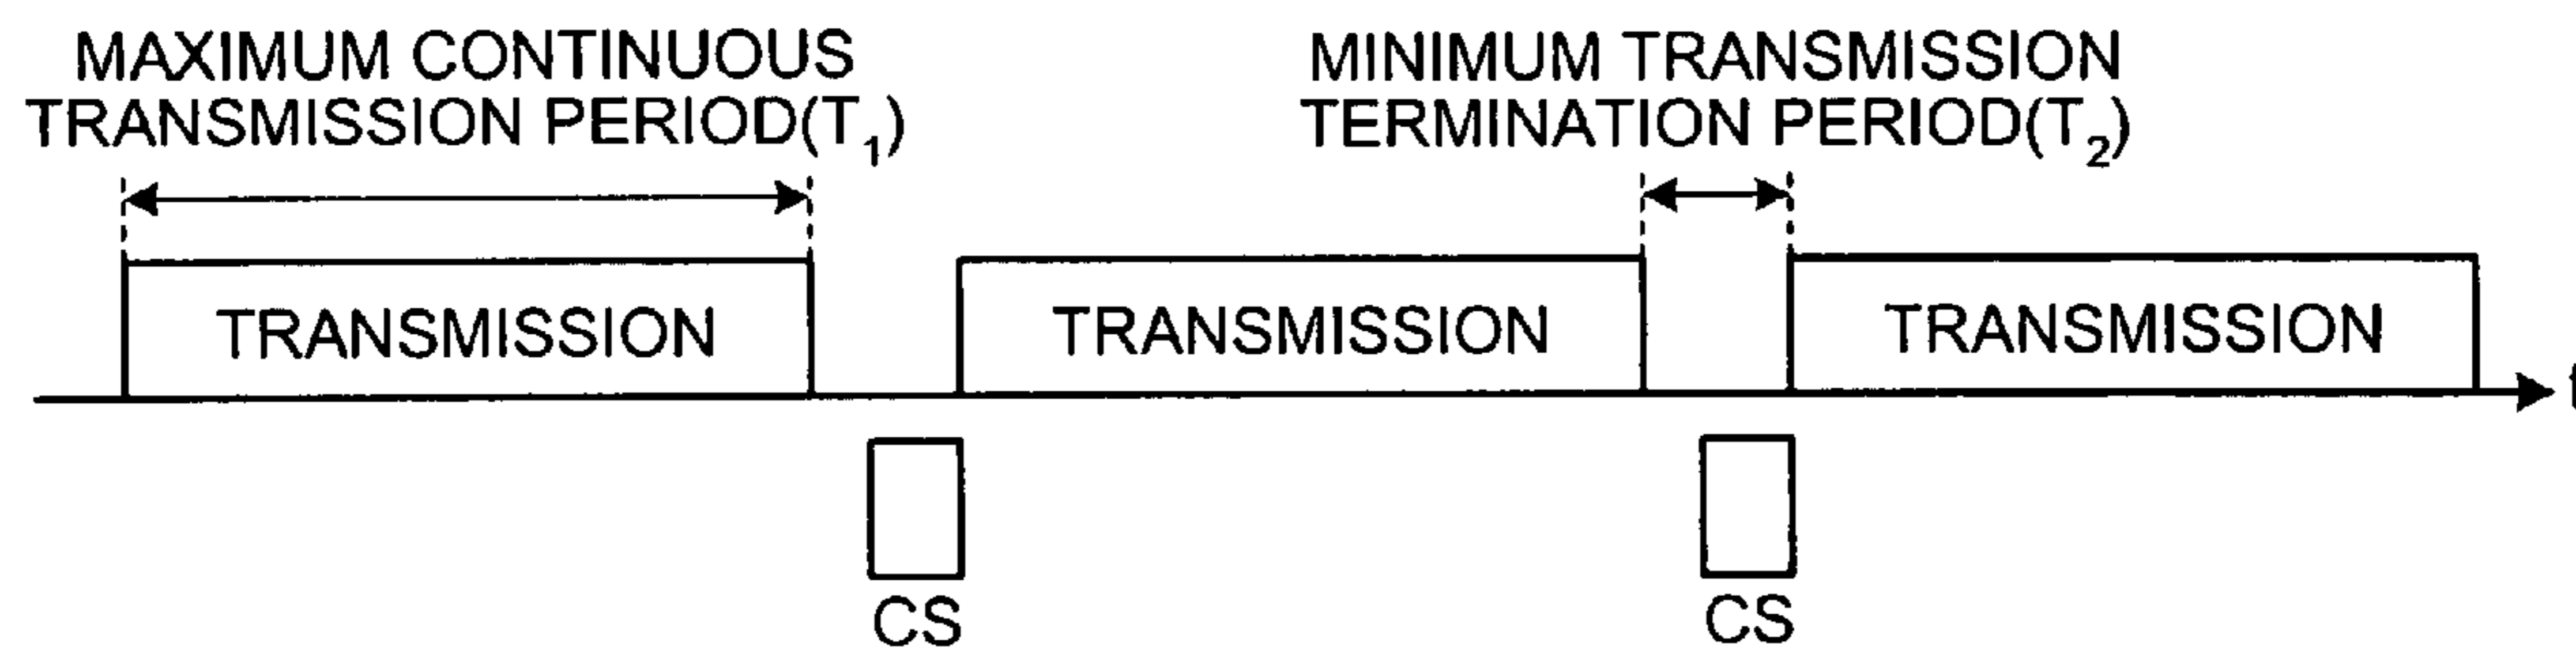 MAXIMUM CONTINUOUS
TRANSMISSION PERIOD(T₁)
MINIMUM TRANSMISSION
TERMINATION PERIOD(T₂)
TRANSMISSION
TRANSMISSION
TRANSMISSION
CS
CS